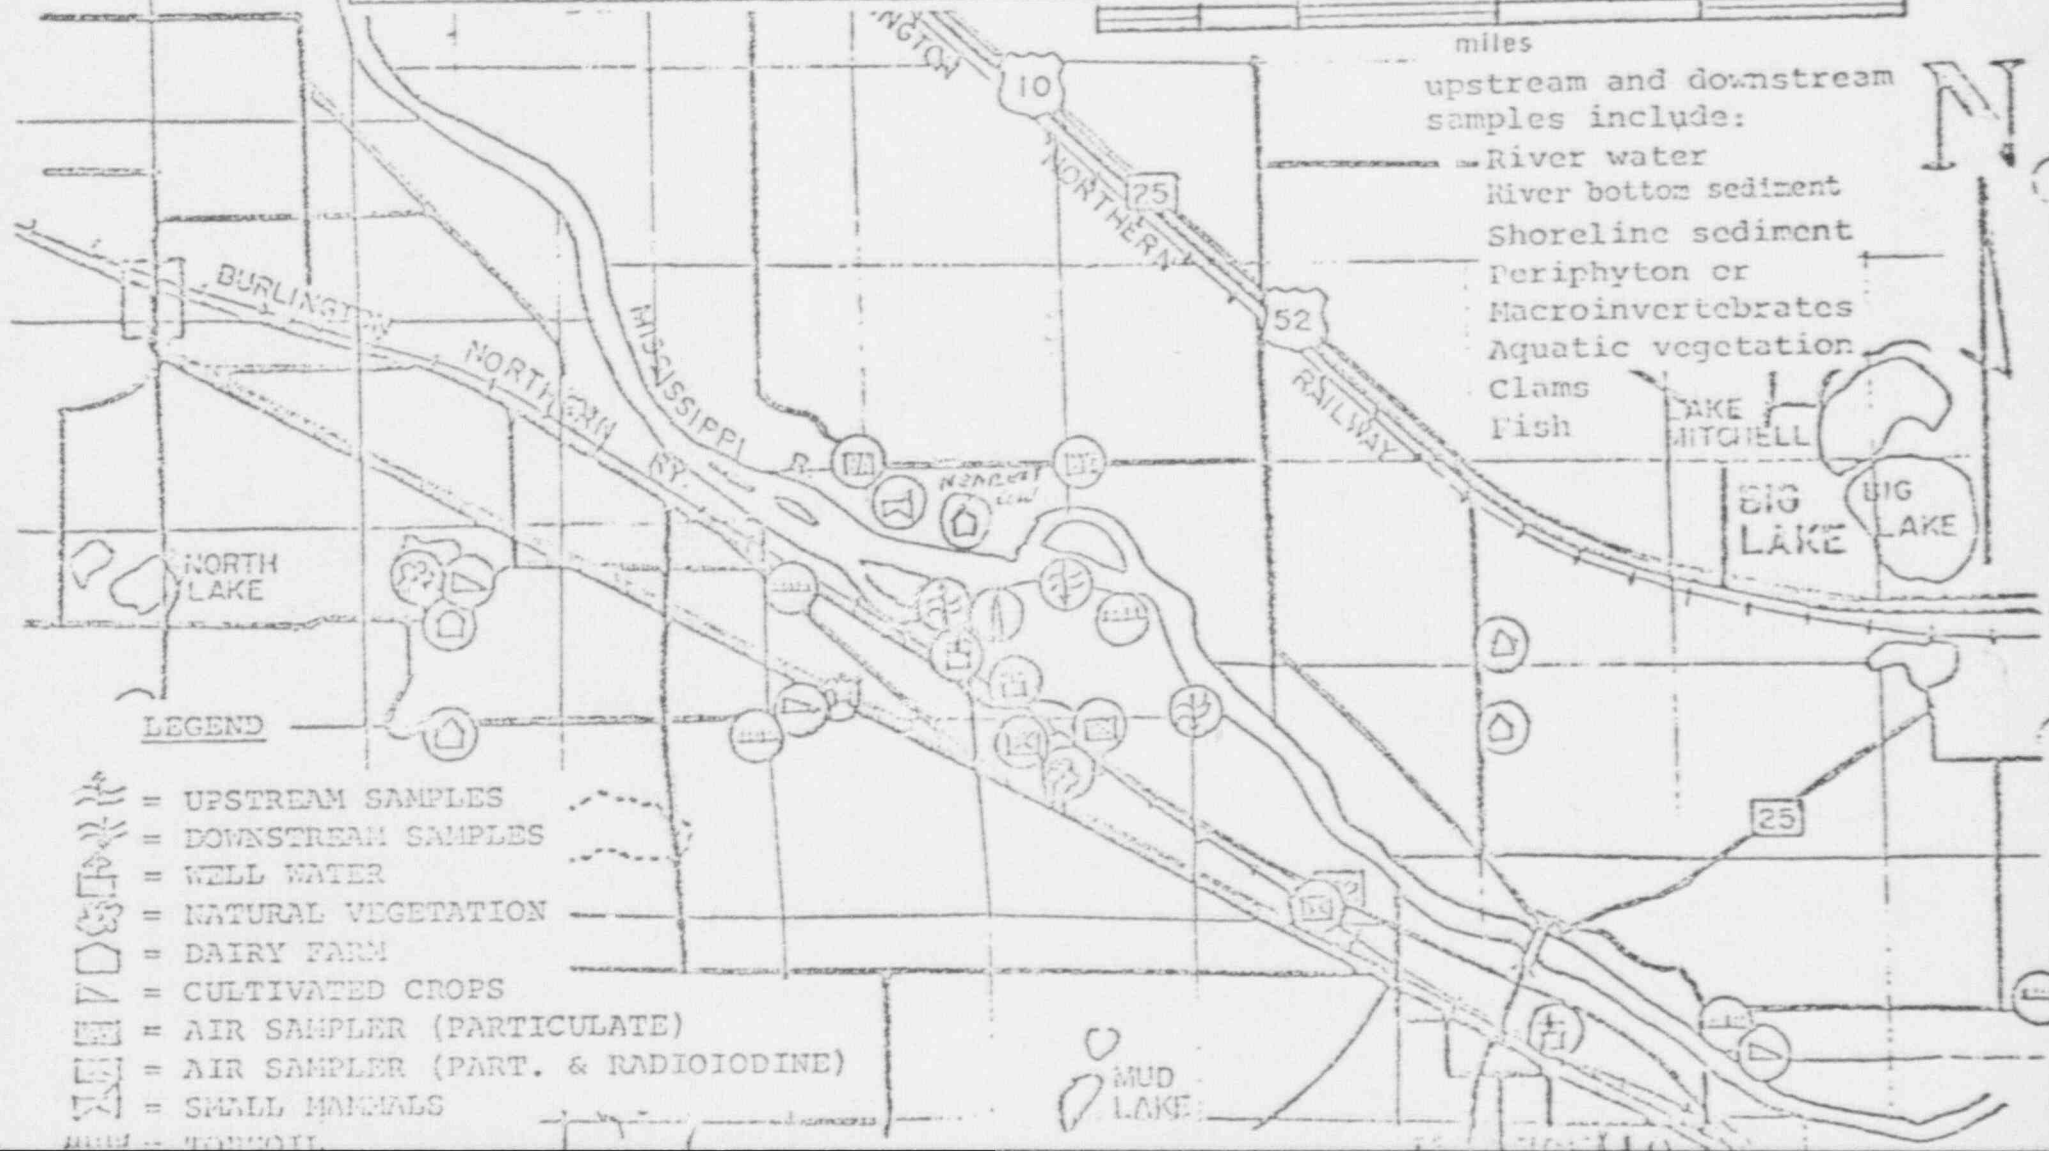 miles
upstream and downstream
samples include:
River water
River bottom sediment
Shoreline sediment
Periphyton or
Macroinvertebrates
Aquatic vegetation
Clams
Fish
N
10
NORTHERN
25
52
RAILWAY
BURLINGTON
NORTHERN
RY.
MISSISSIPPI R.
NEAREST
LAKE
MITCHELL
BIG
LAKE
BIG
LAKE
NORTH
LAKE
25
MUD
LAKE
LEGEND
= UPSTREAM SAMPLES
= DOWNSTREAM SAMPLES
= WELL WATER
= NATURAL VEGETATION
= DAIRY FARM
= CULTIVATED CROPS
= AIR SAMPLER (PARTICULATE)
= AIR SAMPLER (PART. & RADIOIODINE)
= SMALL MAMMALS
= TOPSOIL